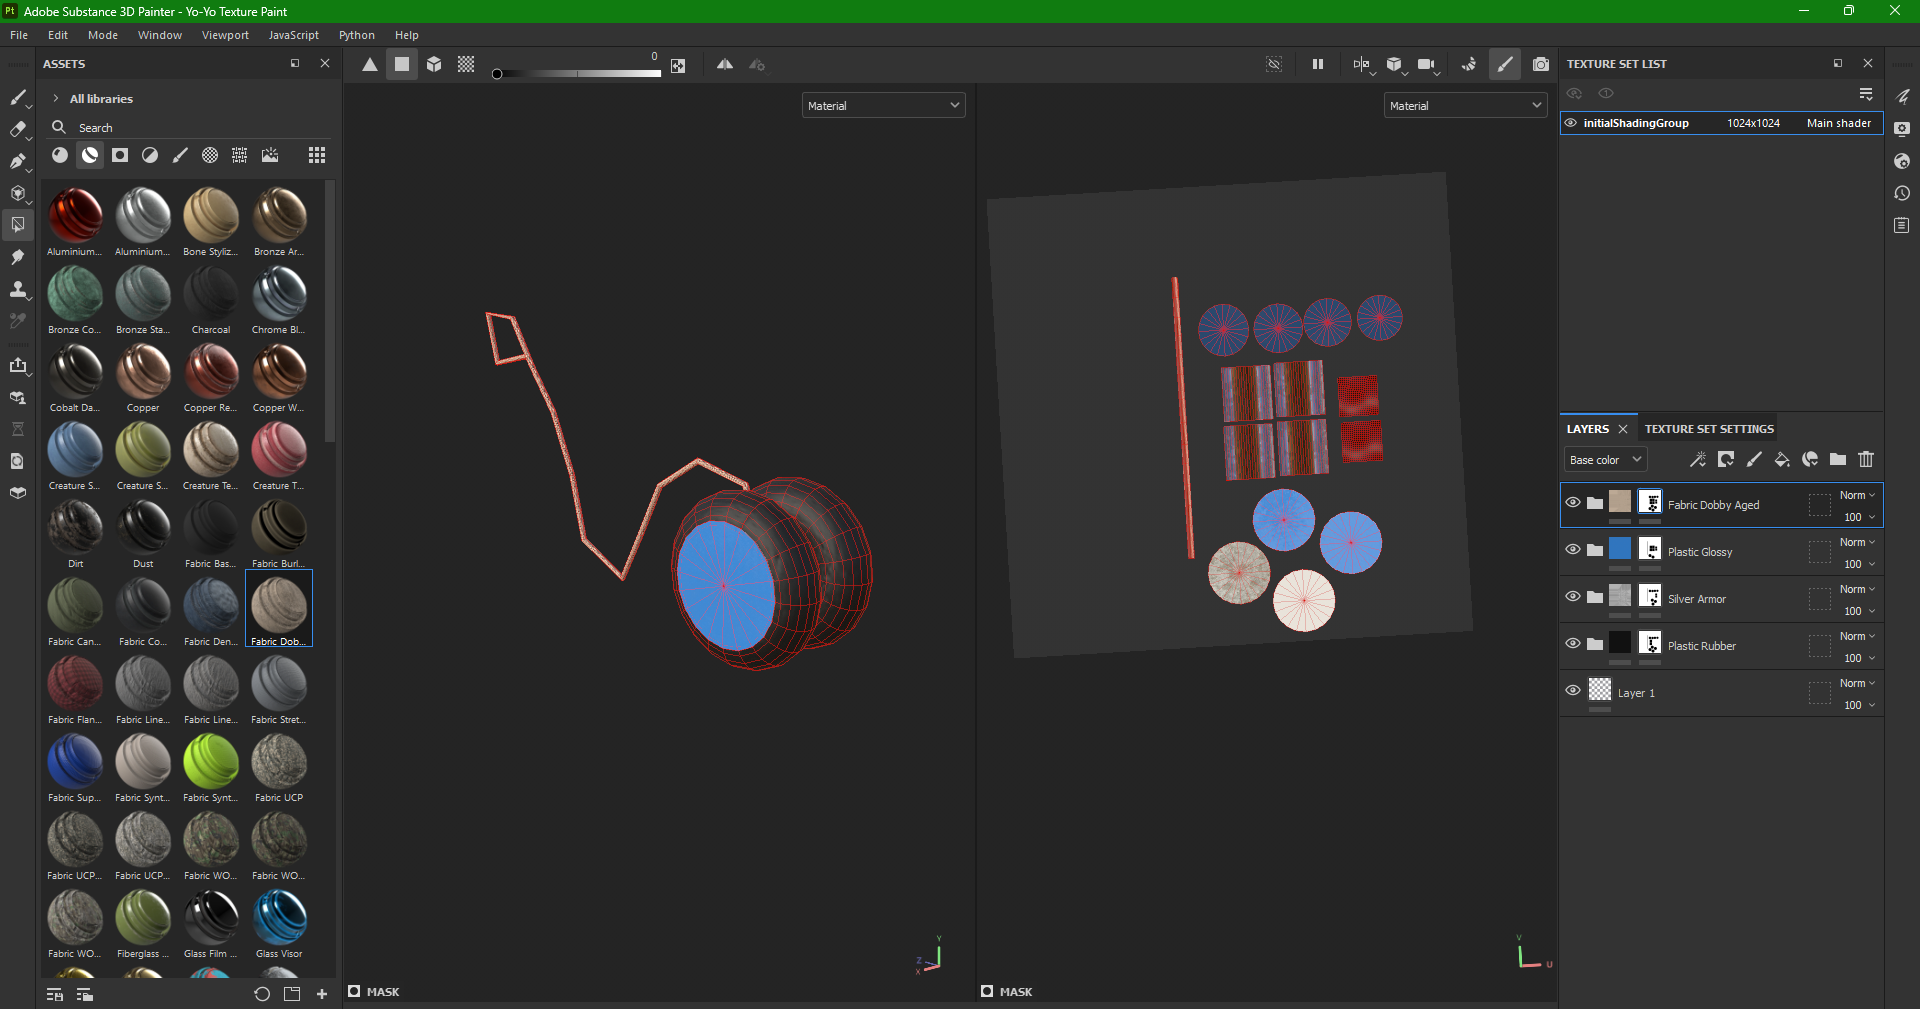 Pt Adobe Substance 3D Painter - Yo-Yo Texture Paint
File Edit Mode Window Viewport JavaScript Python Help
ASSETS
All libraries
Search
Aluminium... Aluminium... Bone Styliz... Bronze Ar...
Bronze Co... Bronze Sta... Charcoal Chrome Bl...
Cobalt Da... Copper Copper Re... Copper W...
Creature S... Creature S... Creature Te... Creature T...
Dirt Dust Fabric Bas... Fabric Burl...
Fabric Can... Fabric Co... Fabric Den... Fabric Dob...
Fabric Flan... Fabric Line... Fabric Line... Fabric Stret...
Fabric Sup... Fabric Synt... Fabric Synt... Fabric UCP
Fabric UCP... Fabric UCP... Fabric WO... Fabric WO...
Fabric WO... Fiberglass ... Glass Film ... Glass Visor
0
Material
Y
Z
X
MASK
Material
V
U
MASK
TEXTURE SET LIST
initialShadingGroup 1024x1024 Main shader
LAYERS TEXTURE SET SETTINGS
Base color
Fabric Dobby Aged Norm
100
Plastic Glossy Norm
100
Silver Armor Norm
100
Plastic Rubber Norm
100
Layer 1 Norm
100